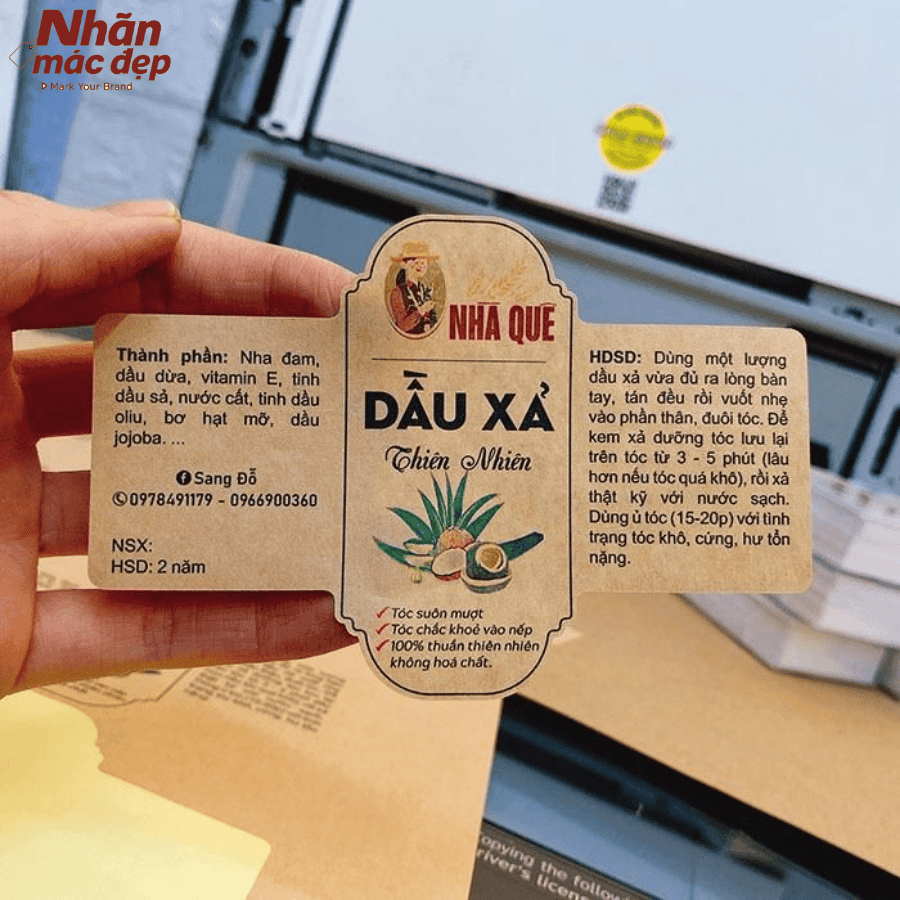 Nhãn
mác đẹp
Mark Your Brand
NHÀ QUÊ
DẦU XẢ
Thiên Nhiên
✓ Tóc suôn mượt
✓ Tóc chắc khoẻ vào nếp
✓ 100% thuần thiên nhiên
không hoá chất.
Thành phần: Nha đam,
dầu dừa, vitamin E, tinh
dầu sả, nước cất, tinh dầu
oliu, bơ hạt mỡ, dầu
jojoba. ...
Sang Đỗ
0978491179 - 0966900360
NSX:
HSD: 2 năm
HDSD: Dùng một lượng
dầu xả vừa đủ ra lòng bàn
tay, tán đều rồi vuốt nhẹ
vào phần thân, đuôi tóc. Để
kem xả dưỡng tóc lưu lại
trên tóc từ 3 - 5 phút (lâu
hơn nếu tóc quá khô), rồi xả
thật kỹ với nước sạch.
Dùng ủ tóc (15-20p) với tình
trạng tóc khô, cứng, hư tổn
nặng.
opying the following
river's licens